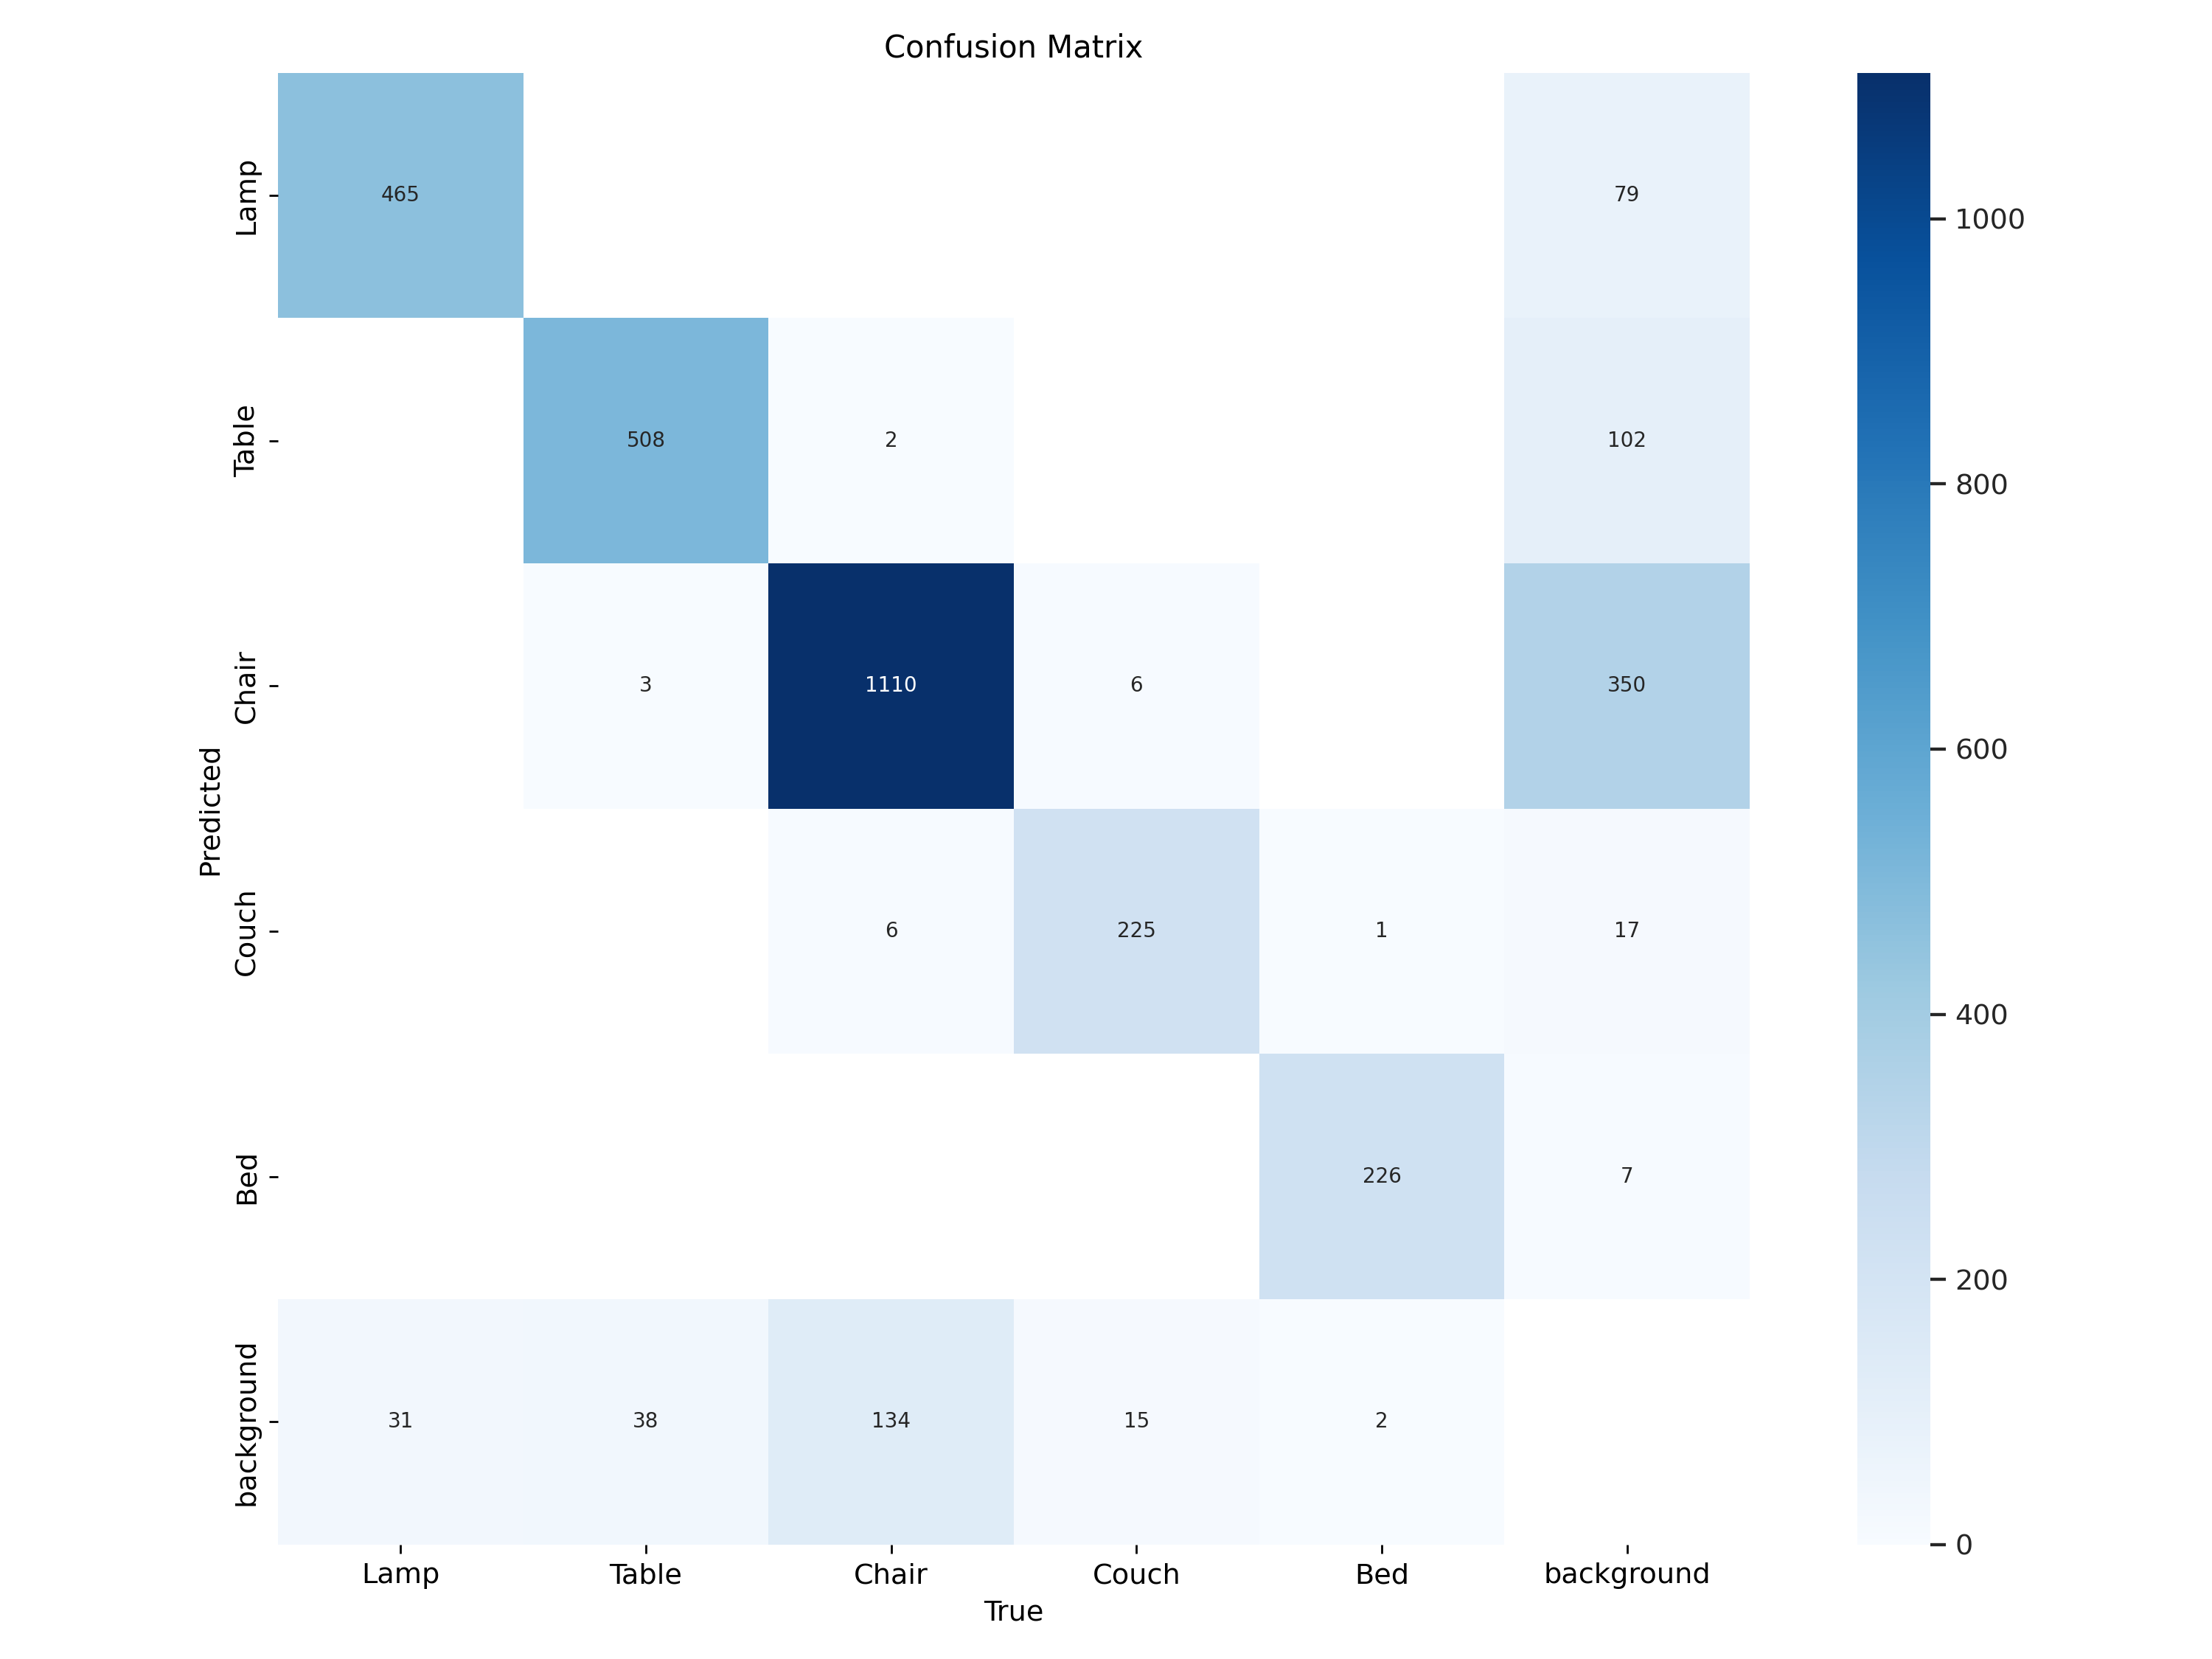 Confusion Matrix
Lamp
465
79
1000
Table
508
2
102
800
Chair
3
1110
6
350
600
Predicted
Couch
6
225
1
17
400
Bed
226
7
200
background
31
38
134
15
2
0
Lamp
Table
Chair
Couch
Bed
background
True